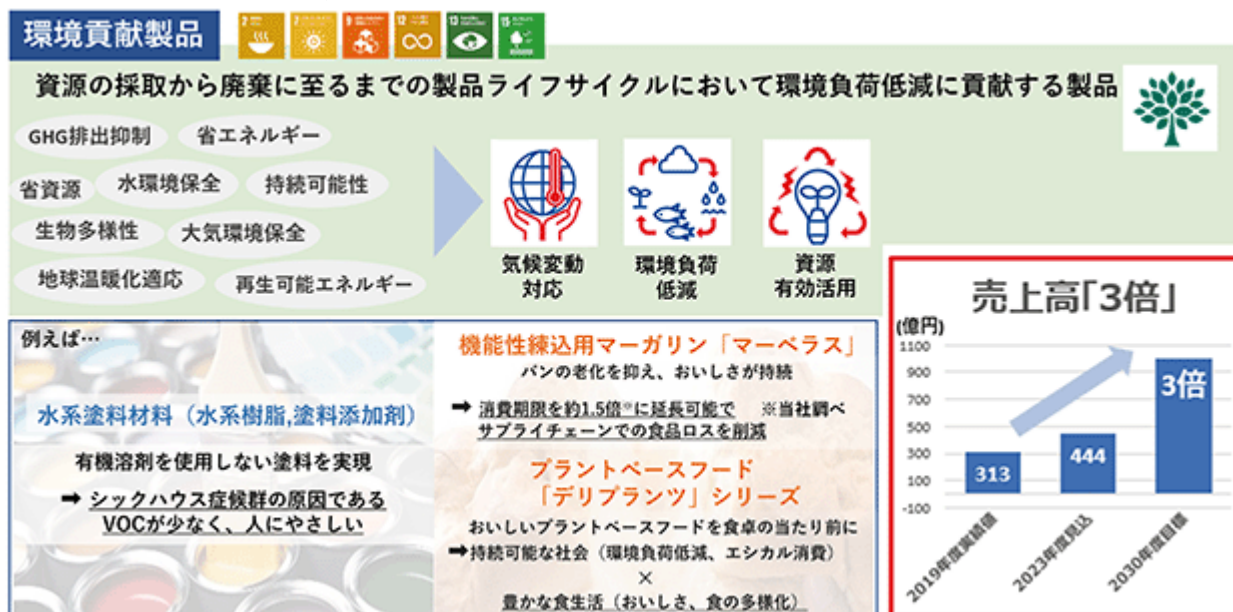 環境貢献製品
2
7
9
12
13
15
資源の採取から廃棄に至るまでの製品ライフサイクルにおいて環境負荷低減に貢献する製品
GHG排出抑制
省エネルギー
省資源
水環境保全
持続可能性
生物多様性
大気環境保全
地球温暖化適応
再生可能エネルギー
気候変動
対応
環境負荷
低減
資源
有効活用
例えば…
水系塗料材料(水系樹脂,塗料添加剤)
有機溶剤を使用しない塗料を実現
➡ シックハウス症候群の原因である
VOCが少なく、人にやさしい
機能性練込用マーガリン「マーベラス」
パンの老化を抑え、おいしさが持続
➡ 消費期限を約1.5倍※に延長可能で ※当社調べ
サプライチェーンでの食品ロスを削減
プラントベースフード
「デリプランツ」シリーズ
おいしいプラントベースフードを食卓の当たり前に
➡持続可能な社会(環境負荷低減、エシカル消費)
×
豊かな食生活(おいしさ、食の多様化)
売上高「3倍」
(億円)
1100
900
700
500
300
100
-100
313
444
3倍
2019年度実績値
2023年度見込
2030年度目標